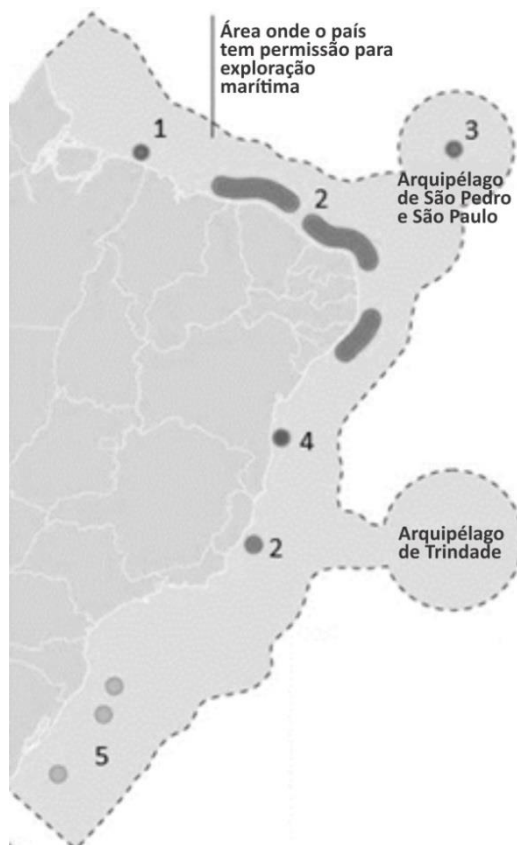 Área onde o país
tem permissão para
exploração
marítima
1
3
Arquipélago
de São Pedro
e São Paulo
2
4
2
Arquipélago
de Trindade
5